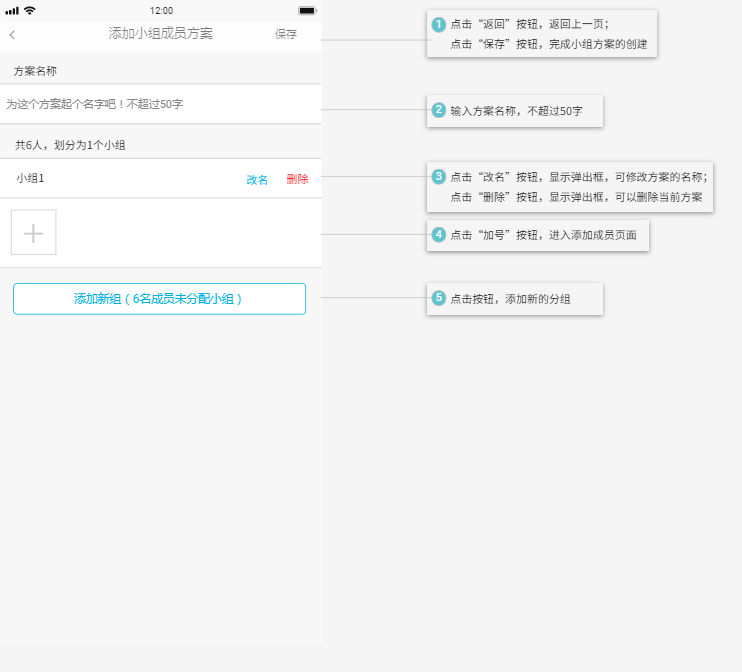 12:00
添加小组成员方案
保存
方案名称
为这个方案起个名字吧！不超过50字
共6人，划分为1个小组
小组1
改名
删除
添加新组（6名成员未分配小组）
1 点击“返回”按钮，返回上一页；
点击“保存”按钮，完成小组方案的创建
2 输入方案名称，不超过50字
3 点击“改名”按钮，显示弹出框，可修改方案的名称；
点击“删除”按钮，显示弹出框，可以删除当前方案
4 点击“加号”按钮，进入添加成员页面
5 点击按钮，添加新的分组